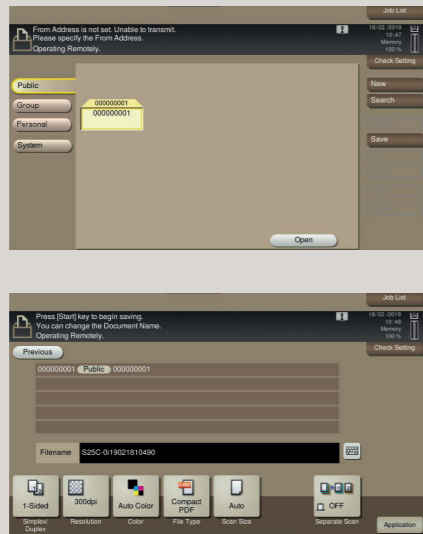 Job List
From Address is not set. Unable to transmit.
Please specify the From Address.
Operating Remotely.
18/02 /2019
10:47
Memory
100 %
Check Setting
Public
New
Group
000000001
000000001
Search
Personal
System
Save
Open
Job List
Press [Start] key to begin saving.
You can change the Document Name.
Operating Remotely.
18/02 /2019
10:49
Memory
100 %
Previous
Check Setting
000000001 Public 000000001
Filename S25C-0i19021810490
1-Sided
300dpi
Auto Color
Compact
PDF
Auto
OFF
Simplex/
Duplex
Resolution
Color
File Type
Scan Size
Separate Scan
Application